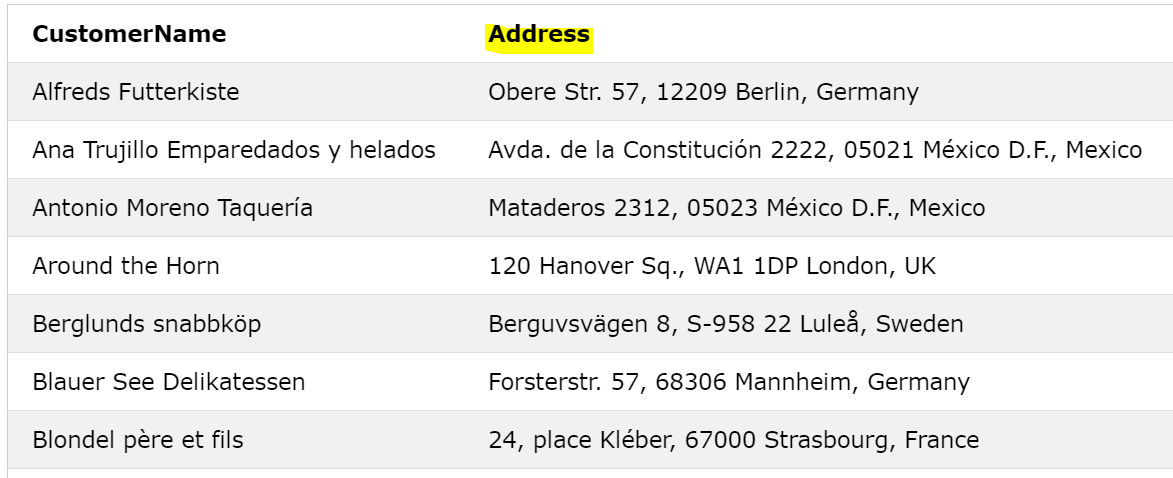 CustomerName Address
Alfreds Futterkiste Obere Str. 57, 12209 Berlin, Germany
Ana Trujillo Emparedados y helados Avda. de la Constitución 2222, 05021 México D.F., Mexico
Antonio Moreno Taquería Mataderos 2312, 05023 México D.F., Mexico
Around the Horn 120 Hanover Sq., WA1 1DP London, UK
Berglunds snabbköp Berguvsvägen 8, S-958 22 Luleå, Sweden
Blauer See Delikatessen Forsterstr. 57, 68306 Mannheim, Germany
Blondel père et fils 24, place Kléber, 67000 Strasbourg, France